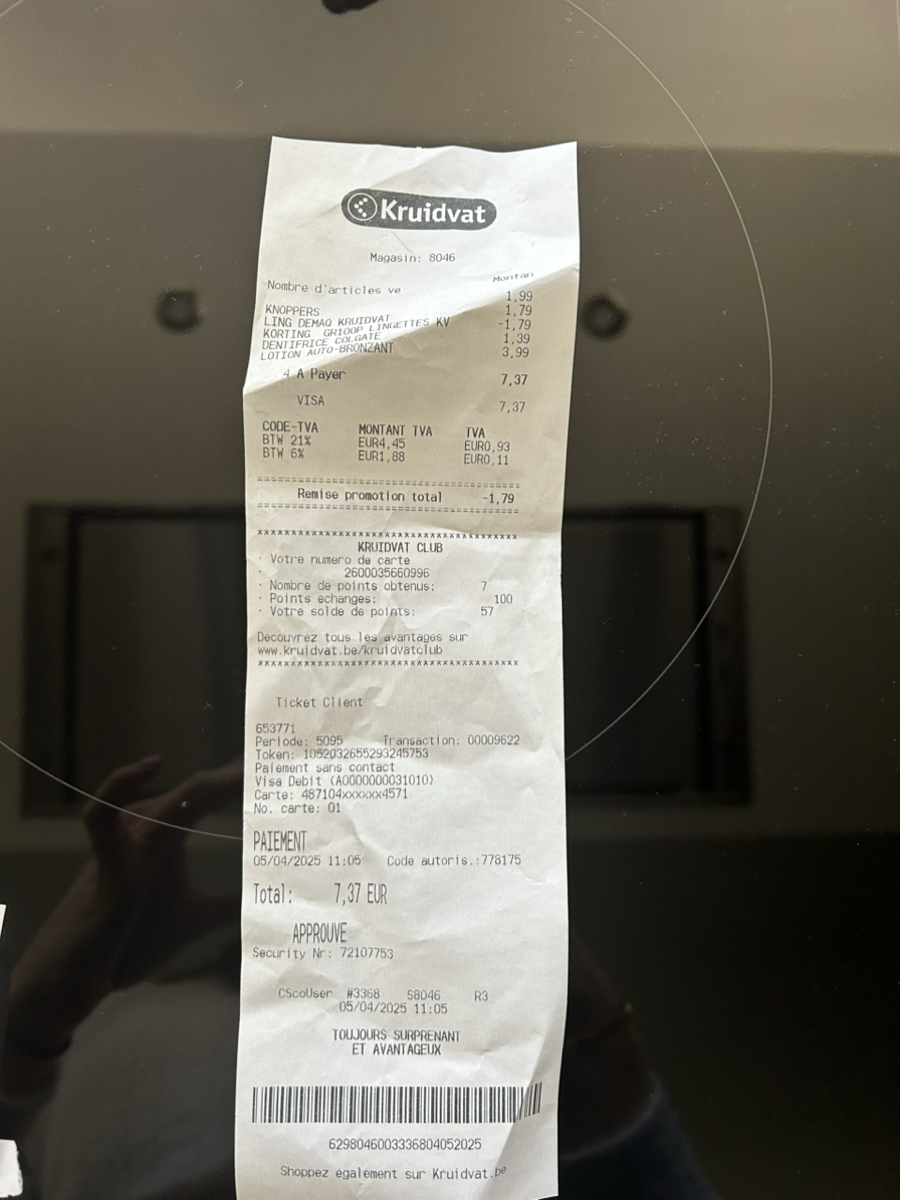 Kruidvat
Magasin: 8046
Nombre d'articles ve Montan
KNOPPERS 1,99
LING DEMAQ KRUIDVAT 1,79
KORTING GR100P LINGETTES KV -1,79
DENTIFRICE COLGATE 1,39
LOTION AUTO-BRONZANT 3,99
4 A Payer 7,37
VISA 7,37
CODE-TVA MONTANT TVA TVA
BTW 21% EUR4,45 EUR0,93
BTW 6% EUR1,88 EUR0,11
========================================
Remise promotion total -1,79
========================================
xxxxxxxxxxxxxxxxxxxxxxxxxxxxxxxxxxxxxxxx
KRUIDVAT CLUB
· Votre numero de carte
· 2600035660996
· Nombre de points obtenus: 7
· Points echanges: 100
· Votre solde de points: 57
Decouvrez tous les avantages sur
www.kruidvat.be/kruidvatclub
xxxxxxxxxxxxxxxxxxxxxxxxxxxxxxxxxxxxxxxx
Ticket Client
653771
Periode: 5095 Transaction: 00009622
Token: 1052032655293245753
Paiement sans contact
Visa Debit (A0000000031010)
Carte: 487104xxxxxx4571
No. carte: 01
PAIEMENT
05/04/2025 11:05 Code autoris.:778175
Total: 7,37 EUR
APPROUVE
Security Nr: 72107753
CScoUser #3368 S8046 R3
05/04/2025 11:05
TOUJOURS SURPRENANT
ET AVANTAGEUX
6298046003336804052025
Shoppez également sur Kruidvat.be